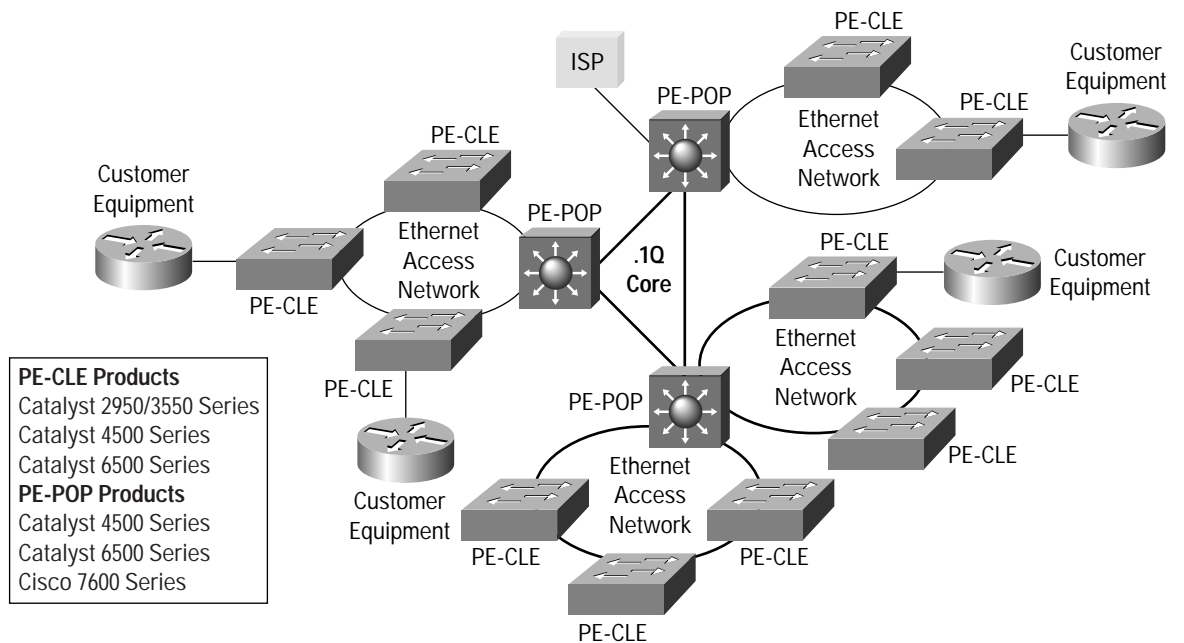 PE-CLE
ISP
Customer
Equipment
PE-POP
PE-CLE
Ethernet
Access
Network
PE-CLE
Customer
Equipment
PE-POP
Ethernet
Access
Network
.1Q
Core
PE-CLE
Customer
Equipment
PE-CLE
PE-CLE
Ethernet
Access
Network
PE-CLE
PE-POP
PE-CLE
Customer
Equipment
Ethernet
Access
Network
PE-CLE
PE-CLE
PE-CLE
PE-CLE
PE-CLE Products
Catalyst 2950/3550 Series
Catalyst 4500 Series
Catalyst 6500 Series
PE-POP Products
Catalyst 4500 Series
Catalyst 6500 Series
Cisco 7600 Series